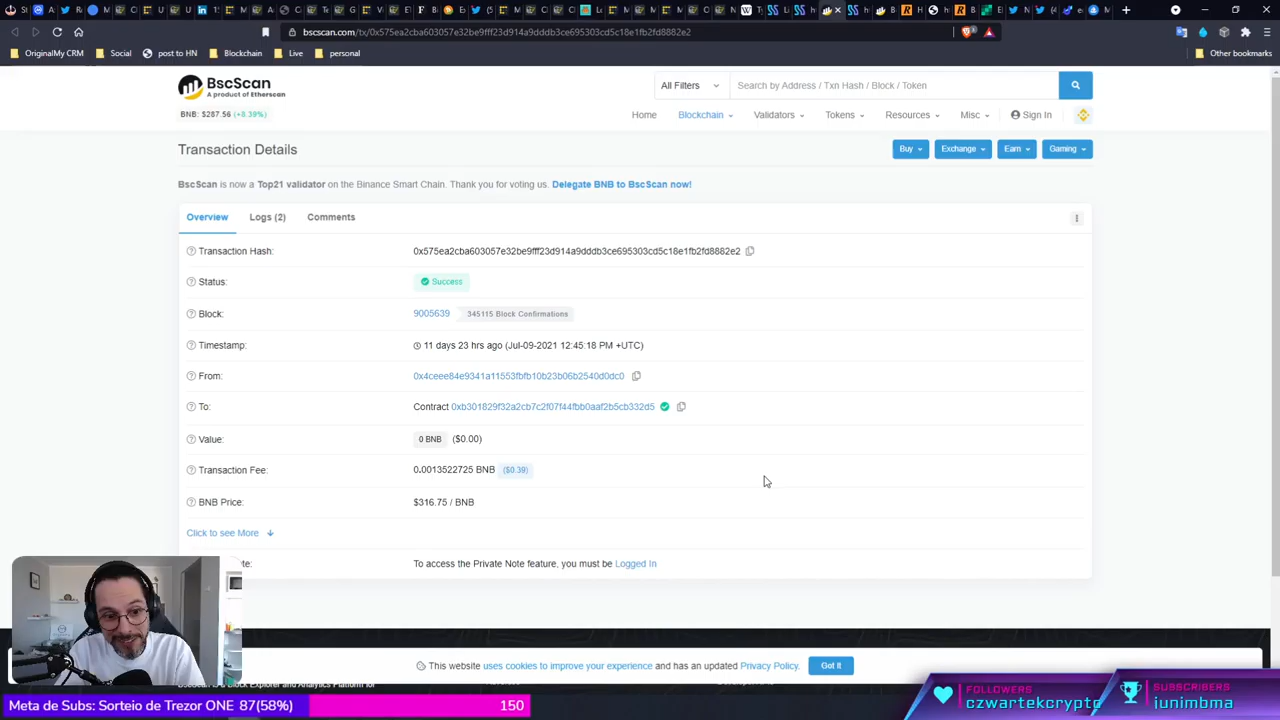 bscscan.com/tx/0x575ea2cba603057e32be9fff23d914a9dddb3ce695303cd5c18e1fb2fd8882e2
OriginalMy CRM
Social
post to HN
Blockchain
Live
personal
Other bookmarks
BscScan
A product of Etherscan
All Filters
Search by Address / Txn Hash / Block / Token
BNB: $287.56 (+8.39%)
Home
Blockchain
Validators
Tokens
Resources
Misc
Sign In
Transaction Details
Buy
Exchange
Earn
Gaming
BscScan is now a Top21 validator on the Binance Smart Chain. Thank you for voting us. Delegate BNB to BscScan now!
Overview
Logs (2)
Comments
Transaction Hash:
0x575ea2cba603057e32be9fff23d914a9dddb3ce695303cd5c18e1fb2fd8882e2
Status:
Success
Block:
9005639
345115 Block Confirmations
Timestamp:
11 days 23 hrs ago (Jul-09-2021 12:45:18 PM +UTC)
From:
0x4ceee84e9341a11553fbfb10b23b06b2540d0dc0
To:
Contract 0xb301829f32a2cb7c2f07f44fbb0aaf2b5cb332d5
Value:
0 BNB ($0.00)
Transaction Fee:
0.0013522725 BNB ($0.39)
BNB Price:
$316.75 / BNB
Click to see More
To access the Private Note feature, you must be Logged In
This website uses cookies to improve your experience and has an updated Privacy Policy.
Got It
Meta de Subs: Sorteio de Trezor ONE 87(58%)
150
FOLLOWERS
czwartekcrypto
SUBSCRIBERS
junimbma